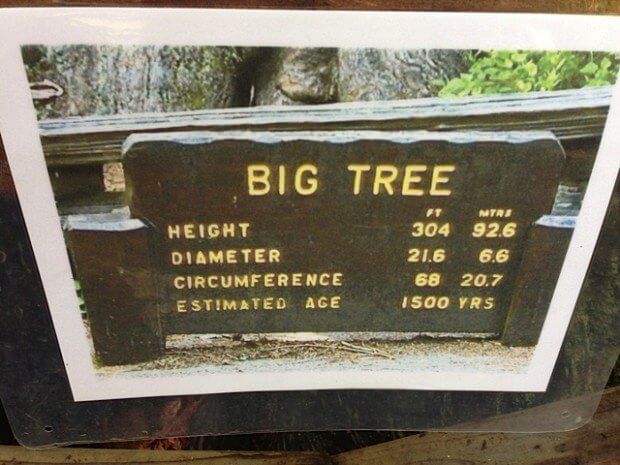 BIG TREE
FT MTRS
HEIGHT 304 92.6
DIAMETER 21.6 6.6
CIRCUMFERENCE 68 20.7
ESTIMATED AGE 1500 YRS